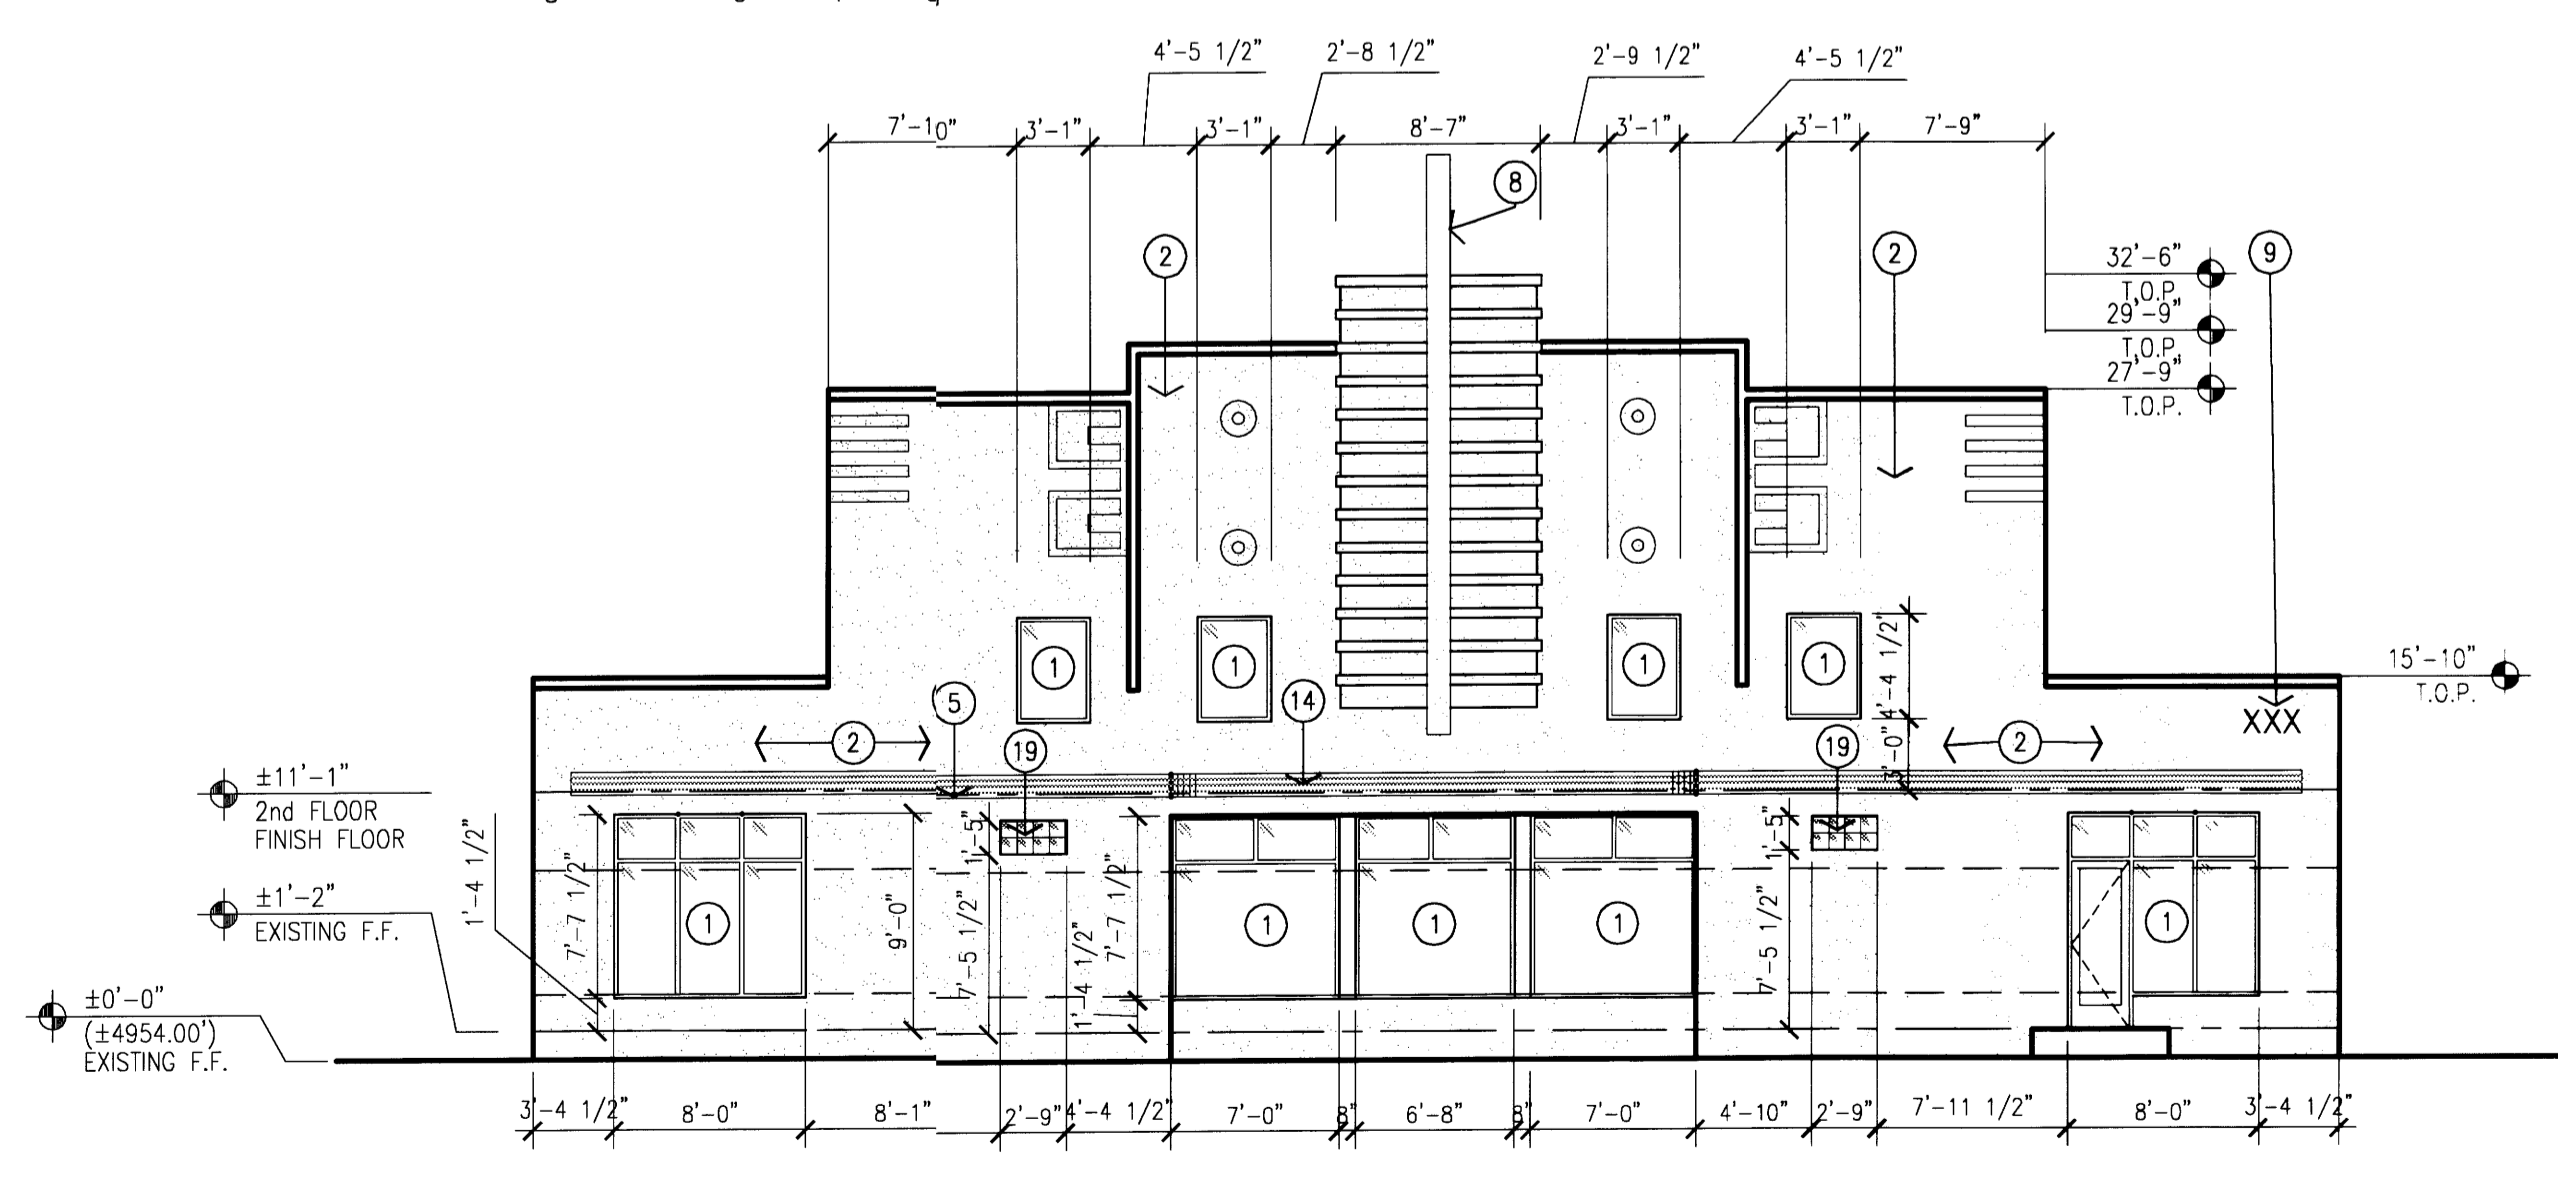 4'-5 1/2" 2'-8 1/2" 2'-9 1/2" 4'-5 1/2"
7'-10" 3'-1" 3'-1" 8'-7" 3'-1" 3'-1" 7'-9"
8
2 2 9
32'-6"
T.O.P.
29'-9"
T.O.P.
27'-9"
T.O.P.
1 1 1 1
4'-4 1/2"
15'-10"
T.O.P.
5 14
2 19 19 2
XXX
3'-0"
±11'-1"
2nd FLOOR
FINISH FLOOR
1'-4 1/2"
7'-7 1/2"
1'-5"
1'-5"
±1'-2"
EXISTING F.F.
1 1 1 1 1
9'-0"
7'-5 1/2"
1'-4 1/2"
7'-7 1/2"
7'-5 1/2"
±0'-0"
(±4954.00')
EXISTING F.F.
3'-4 1/2" 8'-0" 8'-1" 2'-9" 4'-4 1/2" 7'-0" 8" 6'-8" 8" 7'-0" 4'-10" 2'-9" 7'-11 1/2" 8'-0" 3'-4 1/2"